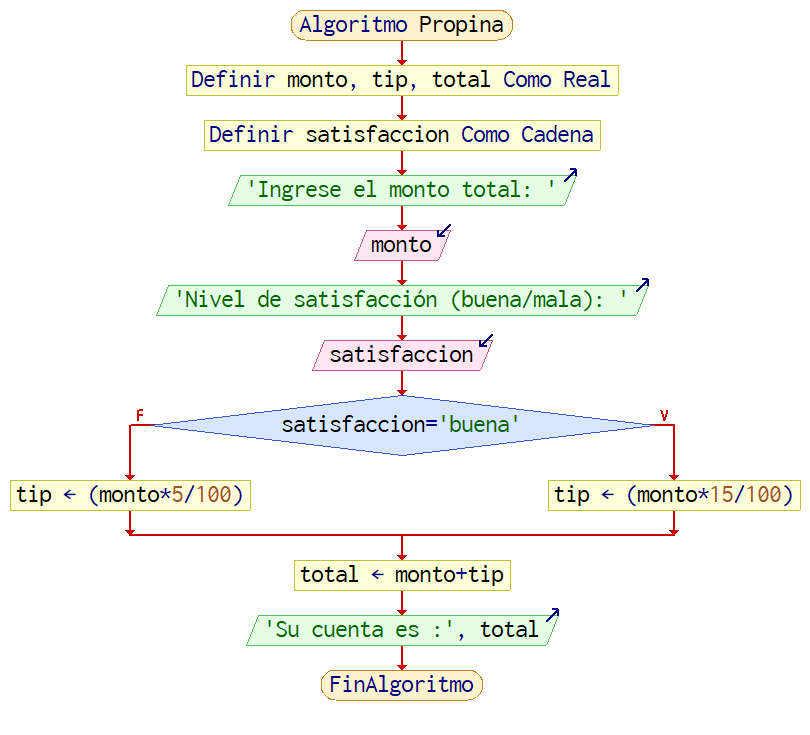 Algoritmo Propina
Definir monto, tip, total Como Real
Definir satisfaccion Como Cadena
'Ingrese el monto total: '
monto
'Nivel de satisfacción (buena/mala): '
satisfaccion
F
V
satisfaccion='buena'
tip ← (monto*5/100)
tip ← (monto*15/100)
total ← monto+tip
'Su cuenta es :', total
FinAlgoritmo